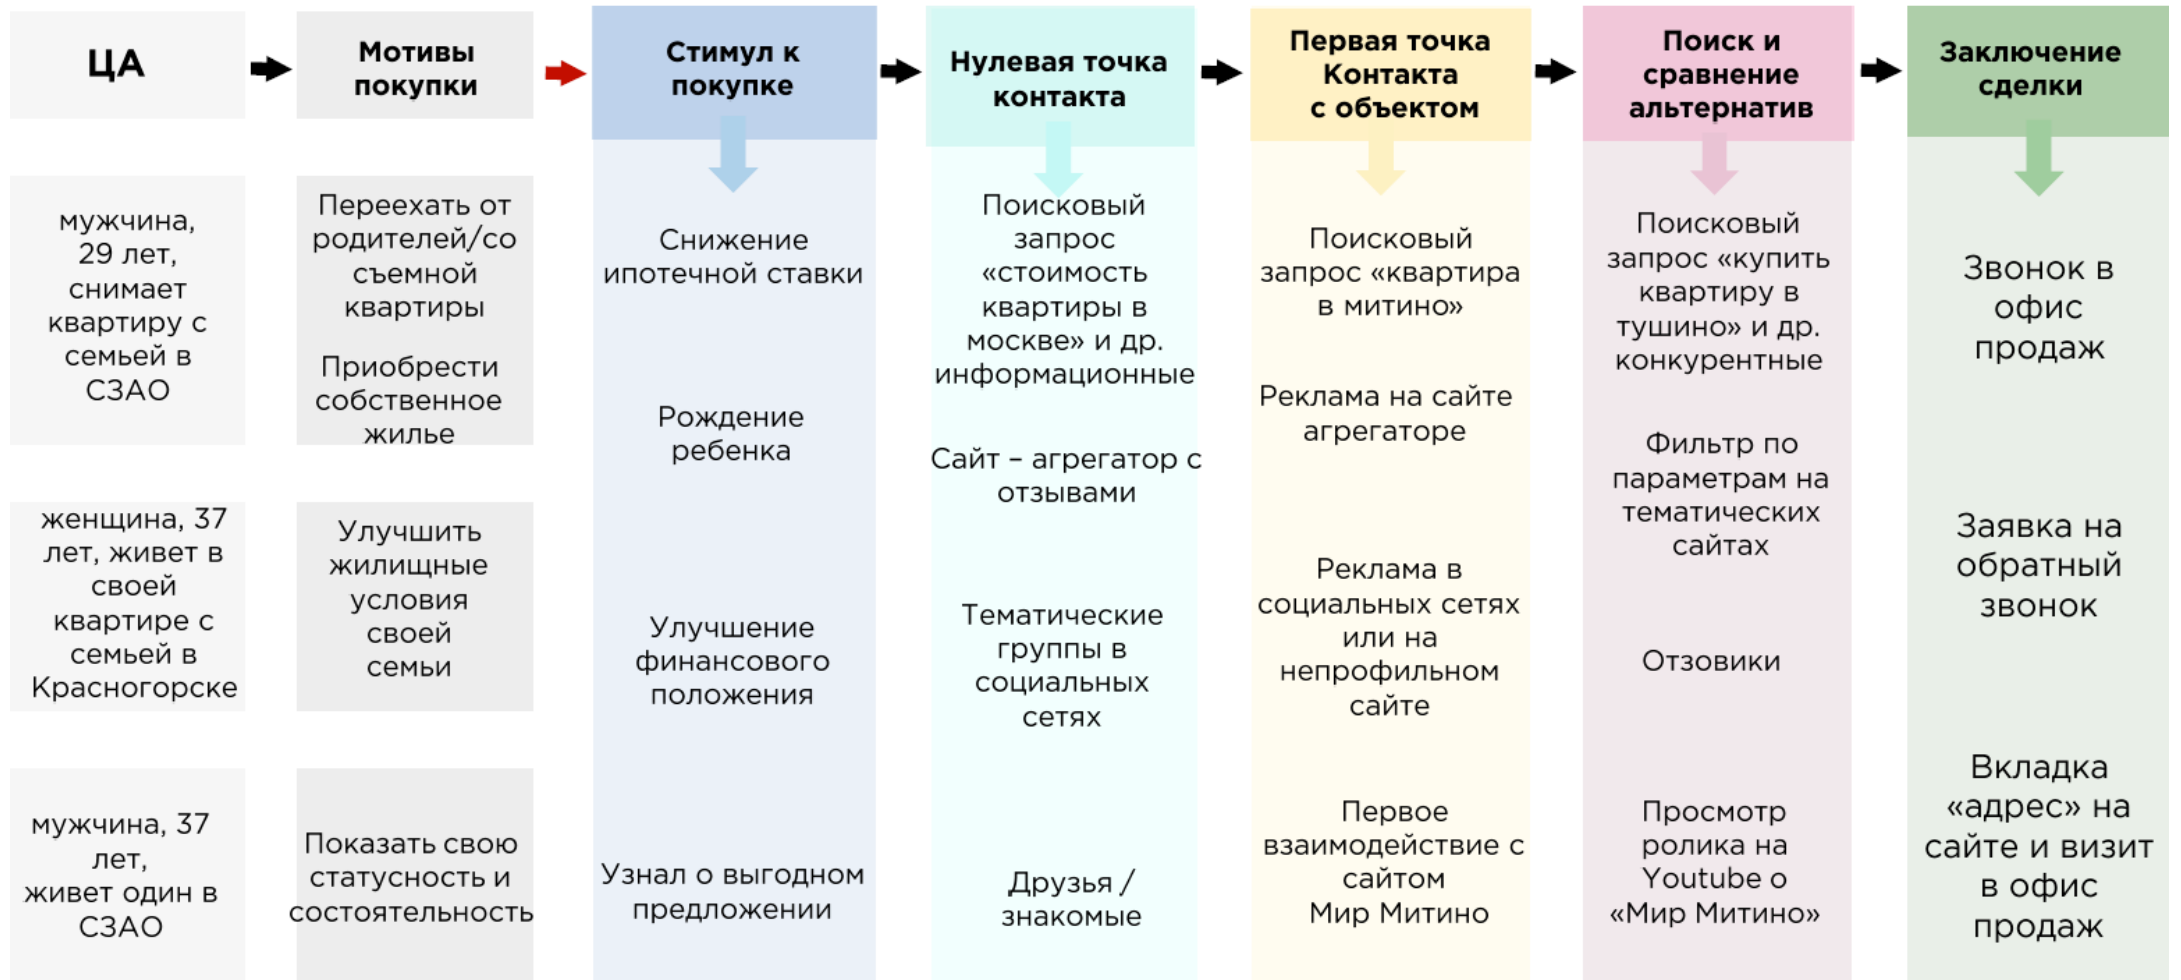 ЦА
Мотивы
покупки
Стимул к
покупке
Нулевая точка
контакта
Первая точка
Контакта
с объектом
Поиск и
сравнение
альтернатив
Заключение
сделки
мужчина,
29 лет,
снимает
квартиру с
семьей в
СЗАО
женщина, 37
лет, живет в
своей
квартире с
семьей в
Красногорске
мужчина, 37
лет,
живет один в
СЗАО
Переехать от
родителей/со
съемной
квартиры
Приобрести
собственное
жилье
Улучшить
жилищные
условия
своей
семьи
Показать свою
статусность и
состоятельность
Снижение
ипотечной ставки
Рождение
ребенка
Улучшение
финансового
положения
Узнал о выгодном
предложении
Поисковый
запрос
«стоимость
квартиры в
москве» и др.
информационные
Сайт – агрегатор с
отзывами
Тематические
группы в
социальных
сетях
Друзья /
знакомые
Поисковый
запрос «квартира
в митино»
Реклама на сайте
агрегаторе
Реклама в
социальных сетях
или на
непрофильном
сайте
Первое
взаимодействие с
сайтом
Мир Митино
Поисковый
запрос «купить
квартиру в
тушино» и др.
конкурентные
Фильтр по
параметрам на
тематических
сайтах
Отзовики
Просмотр
ролика на
Youtube о
«Мир Митино»
Звонок в
офис
продаж
Заявка на
обратный
звонок
Вкладка
«адрес» на
сайте и визит
в офис
продаж